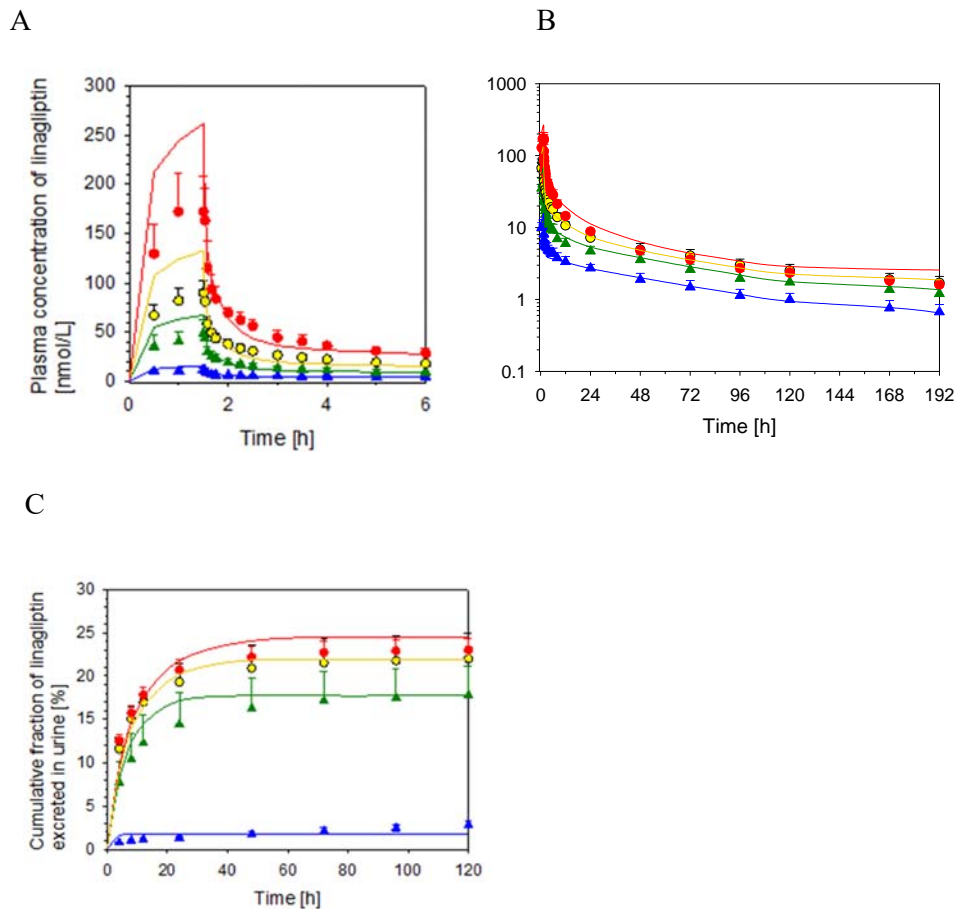 A
B
300
250
200
150
100
50
0
Plasma concentration of linagliptin
[nmol/L]
0 2 4 6
Time [h]
1000
100
10
1
0.1
0 24 48 72 96 120 144 168 192
Time [h]
C
30
25
20
15
10
5
0
Cumulative fraction of linagliptin
excreted in urine [%]
0 20 40 60 80 100 120
Time [h]